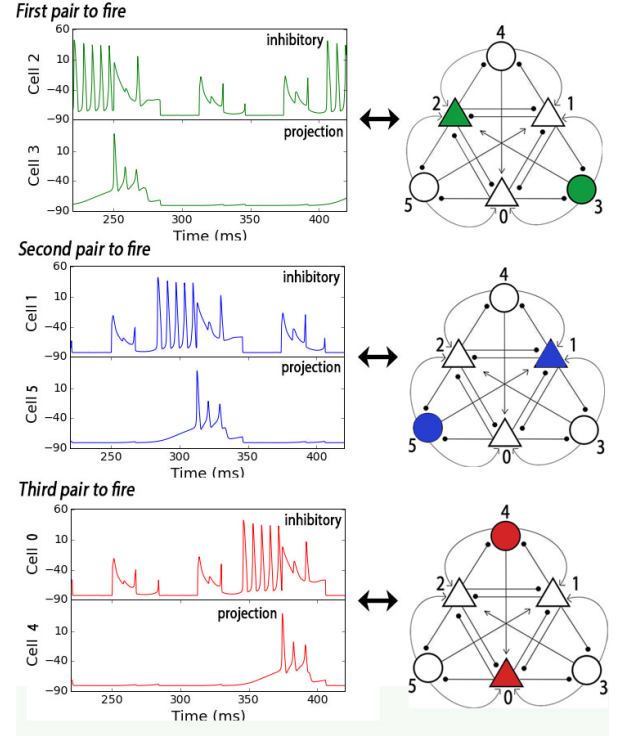 First pair to fire
60
10
−40
−90
Cell 2
inhibitory
10
−40
−90
Cell 3
projection
250
300
350
400
Time (ms)
4
2
1
5
0
3
Second pair to fire
60
10
−40
−90
Cell 1
inhibitory
10
−40
−90
Cell 5
projection
250
300
350
400
Time (ms)
4
2
1
5
0
3
Third pair to fire
60
10
−40
−90
Cell 0
inhibitory
10
−40
−90
Cell 4
projection
250
300
350
400
Time (ms)
4
2
1
5
0
3